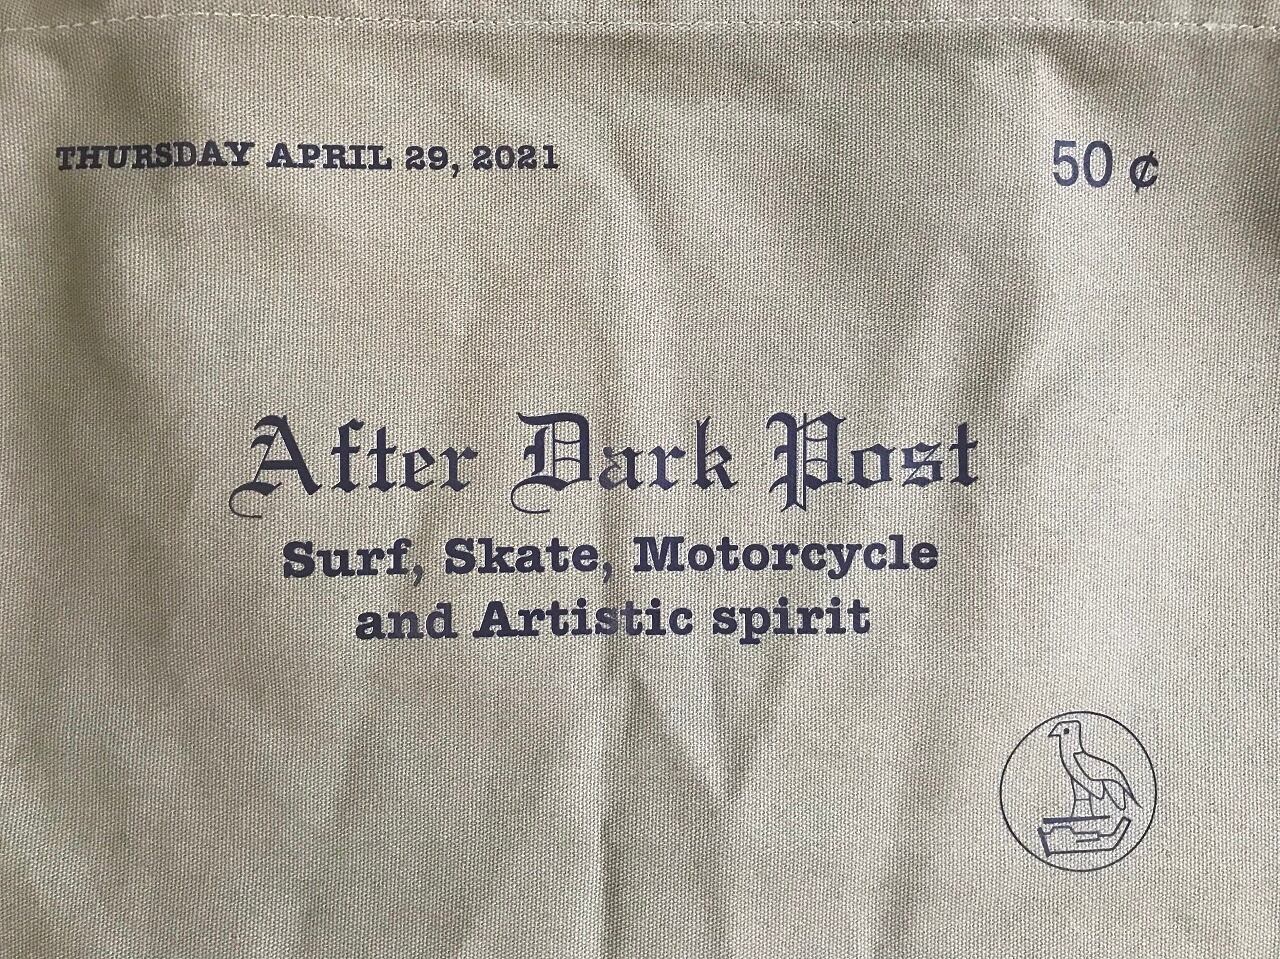 THURSDAY APRIL 29, 2021
50 ¢
After Dark Post
Surf, Skate, Motorcycle
and Artistic spirit